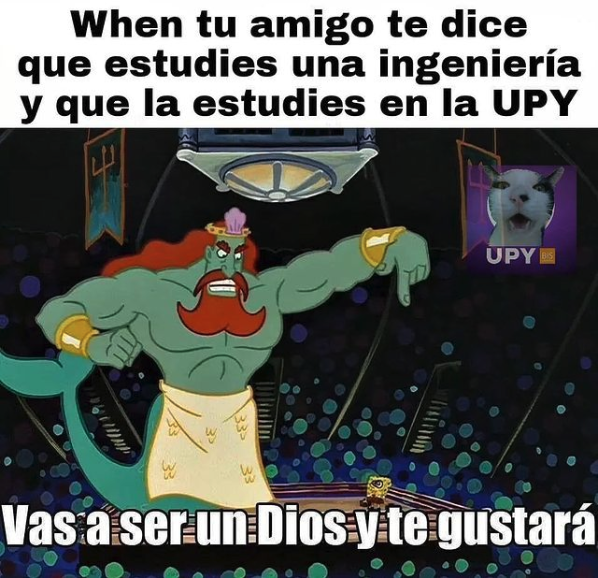 When tu amigo te dice
que estudies una ingeniería
y que la estudies en la UPY
UPY BIS
Vas a ser un Dios y te gustará